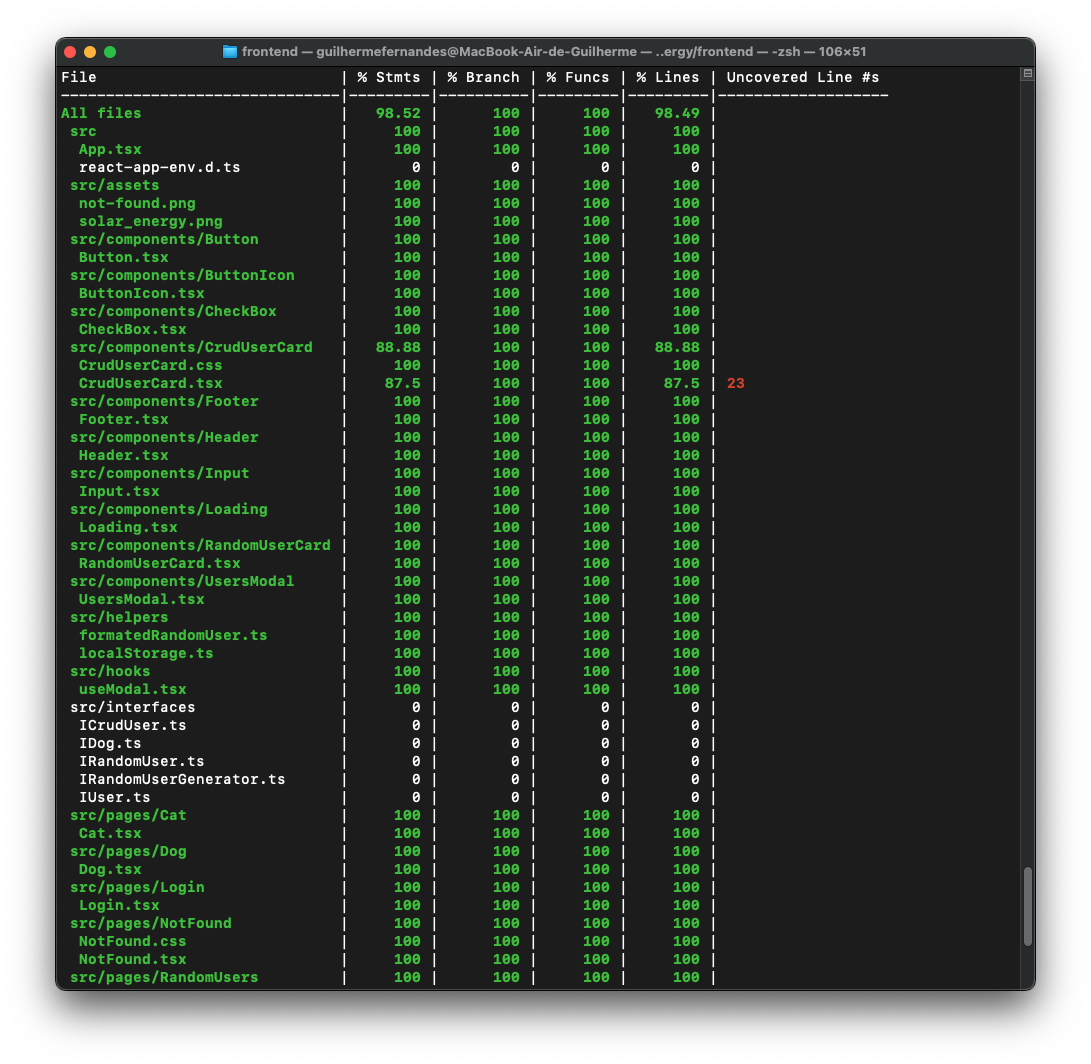 frontend — guilhermefernandes@MacBook-Air-de-Guilherme — ..ergy/frontend — -zsh — 106×51
File | % Stmts | % Branch | % Funcs | % Lines | Uncovered Line #s
-------------------------------|---------|----------|---------|---------|-------------------
All files | 98.52 | 100 | 100 | 98.49 |
src | 100 | 100 | 100 | 100 |
App.tsx | 100 | 100 | 100 | 100 |
react-app-env.d.ts | 0 | 0 | 0 | 0 |
src/assets | 100 | 100 | 100 | 100 |
not-found.png | 100 | 100 | 100 | 100 |
solar_energy.png | 100 | 100 | 100 | 100 |
src/components/Button | 100 | 100 | 100 | 100 |
Button.tsx | 100 | 100 | 100 | 100 |
src/components/ButtonIcon | 100 | 100 | 100 | 100 |
ButtonIcon.tsx | 100 | 100 | 100 | 100 |
src/components/CheckBox | 100 | 100 | 100 | 100 |
CheckBox.tsx | 100 | 100 | 100 | 100 |
src/components/CrudUserCard | 88.88 | 100 | 100 | 88.88 |
CrudUserCard.css | 100 | 100 | 100 | 100 |
CrudUserCard.tsx | 87.5 | 100 | 100 | 87.5 | 23
src/components/Footer | 100 | 100 | 100 | 100 |
Footer.tsx | 100 | 100 | 100 | 100 |
src/components/Header | 100 | 100 | 100 | 100 |
Header.tsx | 100 | 100 | 100 | 100 |
src/components/Input | 100 | 100 | 100 | 100 |
Input.tsx | 100 | 100 | 100 | 100 |
src/components/Loading | 100 | 100 | 100 | 100 |
Loading.tsx | 100 | 100 | 100 | 100 |
src/components/RandomUserCard | 100 | 100 | 100 | 100 |
RandomUserCard.tsx | 100 | 100 | 100 | 100 |
src/components/UsersModal | 100 | 100 | 100 | 100 |
UsersModal.tsx | 100 | 100 | 100 | 100 |
src/helpers | 100 | 100 | 100 | 100 |
formatedRandomUser.ts | 100 | 100 | 100 | 100 |
localStorage.ts | 100 | 100 | 100 | 100 |
src/hooks | 100 | 100 | 100 | 100 |
useModal.tsx | 100 | 100 | 100 | 100 |
src/interfaces | 0 | 0 | 0 | 0 |
ICrudUser.ts | 0 | 0 | 0 | 0 |
IDog.ts | 0 | 0 | 0 | 0 |
IRandomUser.ts | 0 | 0 | 0 | 0 |
IRandomUserGenerator.ts | 0 | 0 | 0 | 0 |
IUser.ts | 0 | 0 | 0 | 0 |
src/pages/Cat | 100 | 100 | 100 | 100 |
Cat.tsx | 100 | 100 | 100 | 100 |
src/pages/Dog | 100 | 100 | 100 | 100 |
Dog.tsx | 100 | 100 | 100 | 100 |
src/pages/Login | 100 | 100 | 100 | 100 |
Login.tsx | 100 | 100 | 100 | 100 |
src/pages/NotFound | 100 | 100 | 100 | 100 |
NotFound.css | 100 | 100 | 100 | 100 |
NotFound.tsx | 100 | 100 | 100 | 100 |
src/pages/RandomUsers | 100 | 100 | 100 | 100 |